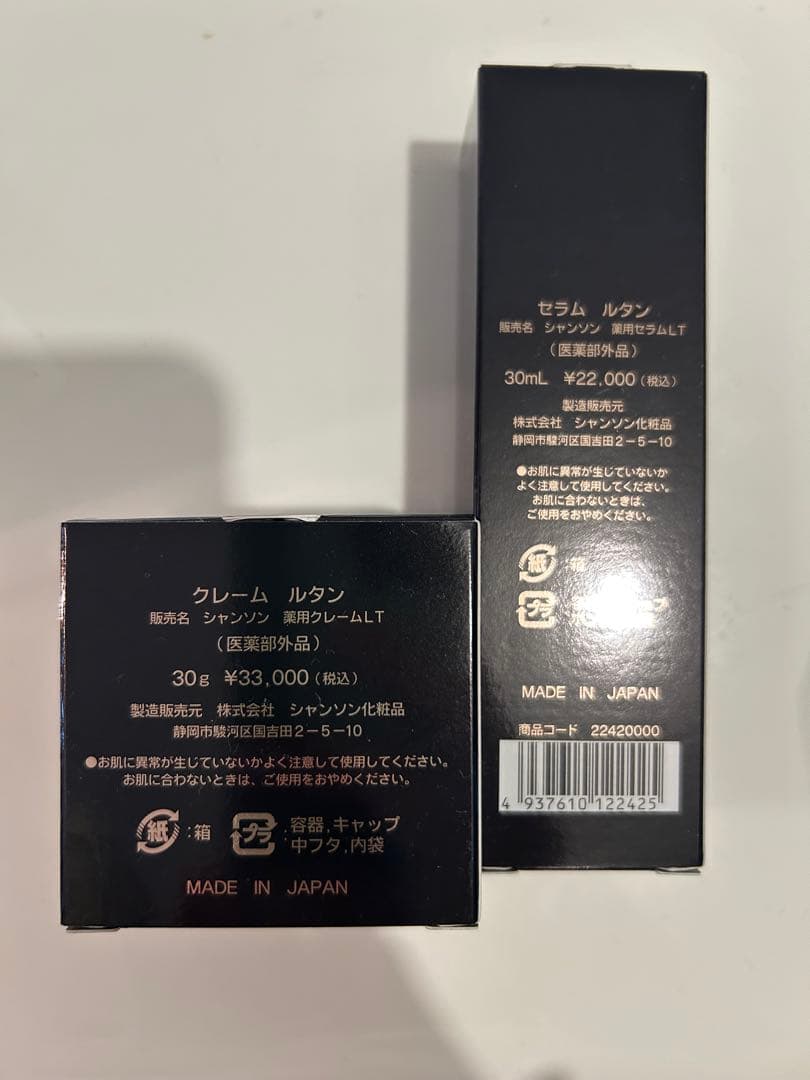 クレーム ルタン
販売名 シャンソン 薬用クレームLT
(医薬部外品)
30g ¥33,000(税込)
製造販売元 株式会社 シャンソン化粧品
静岡市駿河区国吉田2-5-10
●お肌に異常が生じていないかよく注意して使用してください。
お肌に合わないときは、ご使用をおやめください。
紙 :箱
プラ :容器,キャップ
中フタ,内袋
MADE IN JAPAN
セラム ルタン
販売名 シャンソン 薬用セラムLT
(医薬部外品)
30mL ¥22,000(税込)
製造販売元
株式会社 シャンソン化粧品
静岡市駿河区国吉田2-5-10
●お肌に異常が生じていないか
よく注意して使用してください。
お肌に合わないときは、
ご使用をおやめください。
紙 :箱
プラ
MADE IN JAPAN
商品コード 22420000
4 937610 122425